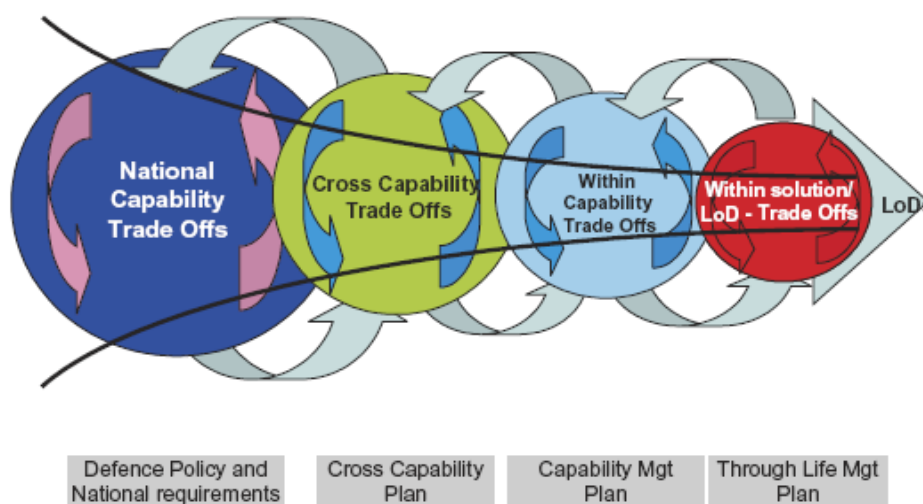 National
Capability
Trade Offs
Cross Capability
Trade Offs
Within
Capability
Trade Offs
Within solution/
LoD - Trade Offs
LoD
Defence Policy and
National requirements
Cross Capability
Plan
Capability Mgt
Plan
Through Life Mgt
Plan